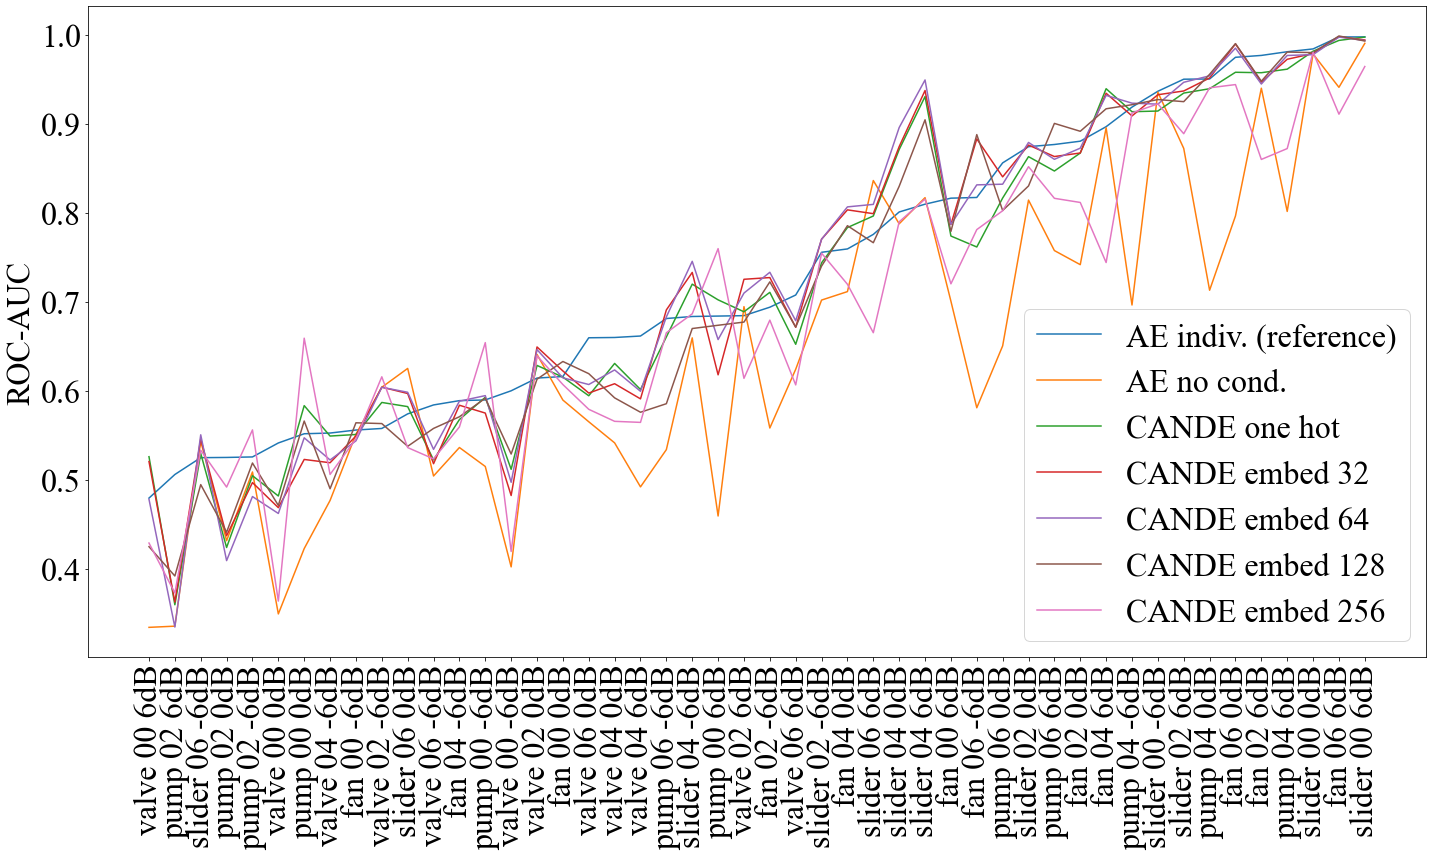 1.0
0.9
0.8
0.7
0.6
0.5
0.4
ROC-AUC
AE indiv. (reference)
AE no cond.
CANDE one hot
CANDE embed 32
CANDE embed 64
CANDE embed 128
CANDE embed 256
valve 00 6dB
pump 02 6dB
slider 06 -6dB
pump 02 0dB
pump 02 -6dB
valve 00 0dB
pump 00 0dB
valve 04 -6dB
fan 00 -6dB
valve 02 -6dB
slider 06 0dB
valve 06 -6dB
fan 04 -6dB
pump 00 -6dB
valve 00 -6dB
valve 02 0dB
fan 00 0dB
valve 06 0dB
valve 04 0dB
valve 04 6dB
pump 06 -6dB
slider 04 -6dB
pump 00 6dB
valve 02 6dB
fan 02 -6dB
valve 06 6dB
slider 02 -6dB
fan 04 0dB
slider 06 6dB
slider 04 0dB
slider 04 6dB
fan 00 6dB
fan 06 -6dB
pump 06 0dB
slider 02 0dB
pump 06 6dB
fan 02 0dB
fan 04 6dB
pump 04 -6dB
slider 00 -6dB
slider 02 6dB
pump 04 0dB
fan 06 0dB
fan 02 6dB
pump 04 6dB
slider 00 0dB
fan 06 6dB
slider 00 6dB